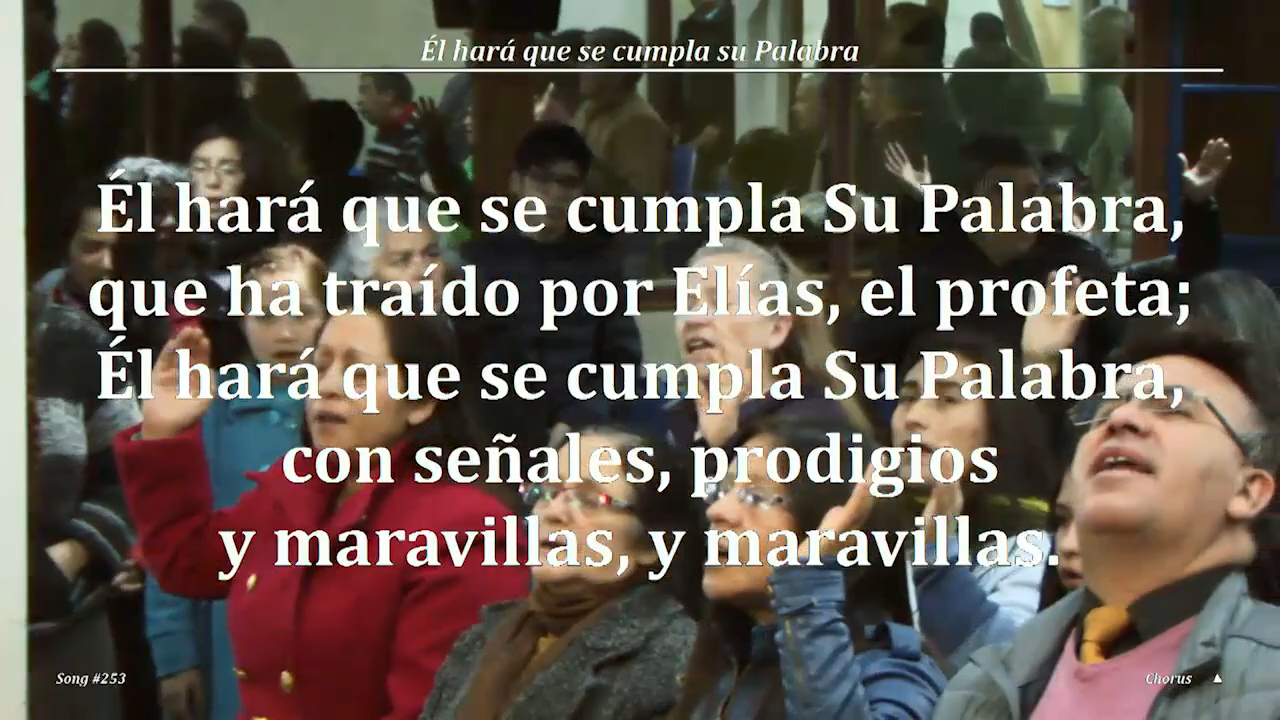 Él hará que se cumpla su Palabra
Él hará que se cumpla Su Palabra,
que ha traído por Elías, el profeta;
Él hará que se cumpla Su Palabra,
con señales, prodigios
y maravillas, y maravillas.
Song #253
Chorus ▲